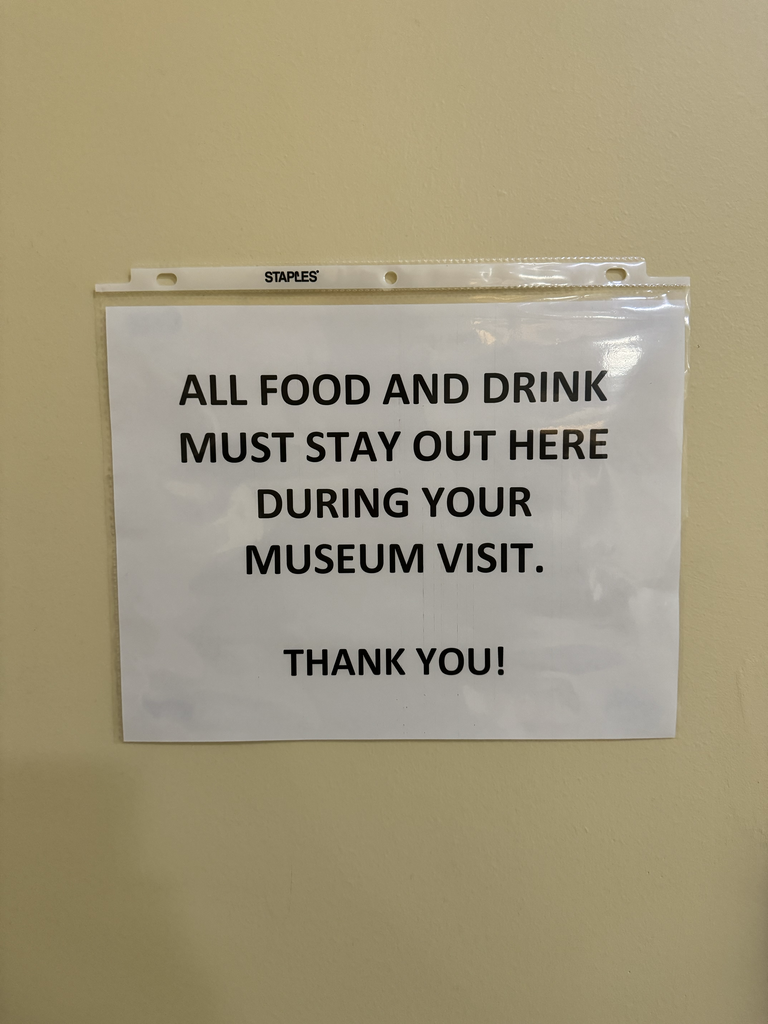 STAPLES
ALL FOOD AND DRINK
MUST STAY OUT HERE
DURING YOUR
MUSEUM VISIT.
THANK YOU!